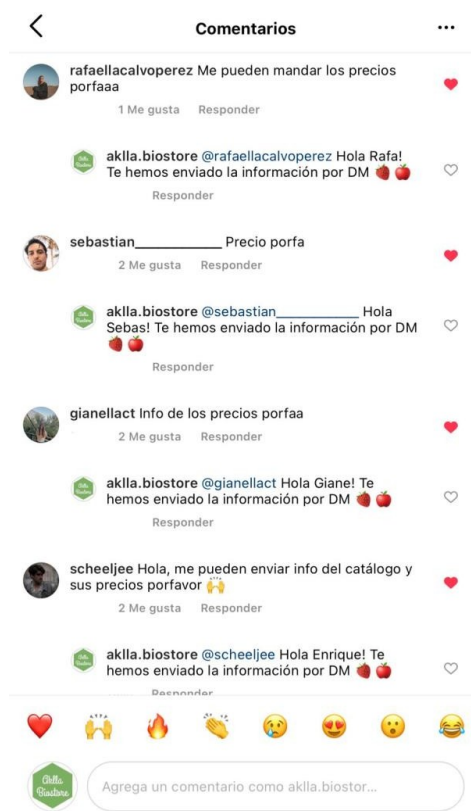 Comentarios
rafaellacalvoperez Me pueden mandar los precios
porfaaa
1 Me gusta Responder
aklla.biostore @rafaellacalvoperez Hola Rafa!
Te hemos enviado la información por DM 🍓 🍎
Responder
sebastian____________ Precio porfa
2 Me gusta Responder
aklla.biostore @sebastian____________ Hola
Sebas! Te hemos enviado la información por DM
🍓 🍎
Responder
gianellact Info de los precios porfaa
2 Me gusta Responder
aklla.biostore @gianellact Hola Giane! Te
hemos enviado la información por DM 🍓 🍎
Responder
scheeljee Hola, me pueden enviar info del catálogo y
sus precios porfavor 🙌
2 Me gusta Responder
aklla.biostore @scheeljee Hola Enrique! Te
hemos enviado la información por DM 🍓 🍎
Responder
❤️ 🙌 🔥 👏 😢 😍 😮 😂
Aklla
Biostore
Agrega un comentario como aklla.biostor...